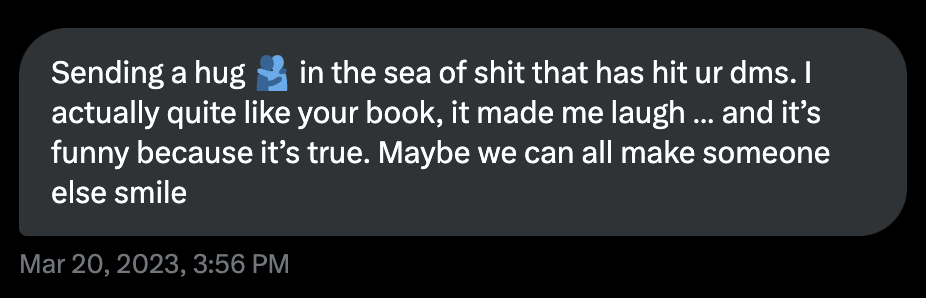 Sending a hug 🫂 in the sea of shit that has hit ur dms. I
actually quite like your book, it made me laugh ... and it’s
funny because it’s true. Maybe we can all make someone
else smile
Mar 20, 2023, 3:56 PM